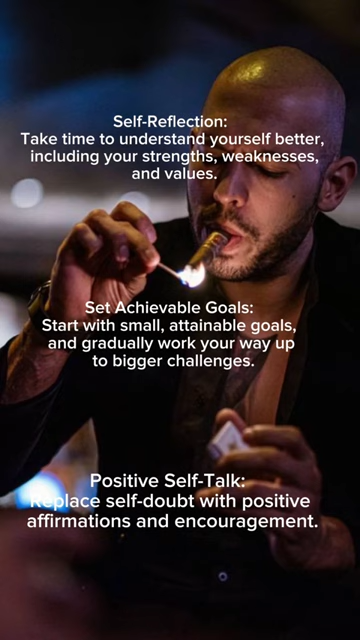 Self-Reflection:
Take time to understand yourself better,
including your strengths, weaknesses,
and values.
Set Achievable Goals:
Start with small, attainable goals,
and gradually work your way up
to bigger challenges.
Positive Self-Talk:
Replace self-doubt with positive
affirmations and encouragement.